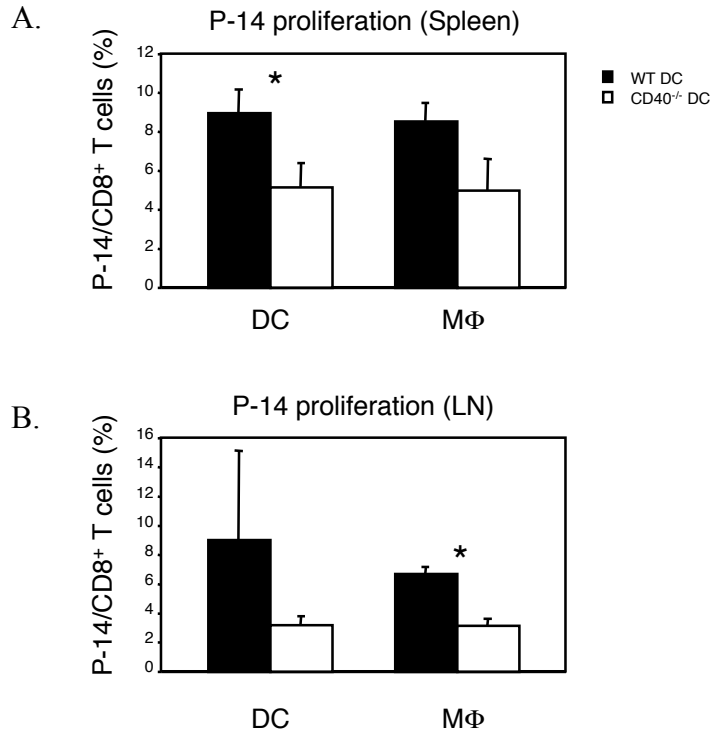 A.
P-14 proliferation (Spleen)
P-14/CD8⁺ T cells (%)
12
10
8
6
4
2
0
*
DC
MΦ
WT DC
CD40⁻/⁻ DC
B.
P-14 proliferation (LN)
P-14/CD8⁺ T cells (%)
16
14
12
10
8
6
4
2
0
*
DC
MΦ